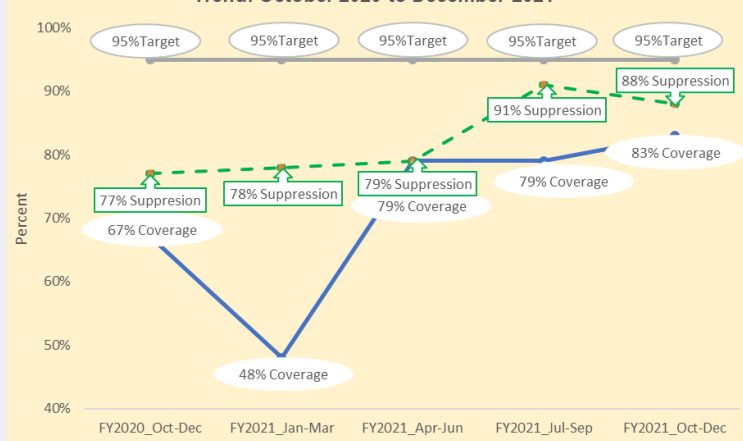 100%
95%Target 95%Target 95%Target 95%Target 95%Target
88% Suppression
90%
91% Suppression
80%
83% Coverage
79% Coverage
79% Suppression
78% Suppression
77% Suppresion
79% Coverage
70%
67% Coverage
Percent
60%
50%
48% Coverage
40%
FY2020_Oct-Dec FY2021_Jan-Mar FY2021_Apr-Jun FY2021_Jul-Sep FY2021_Oct-Dec